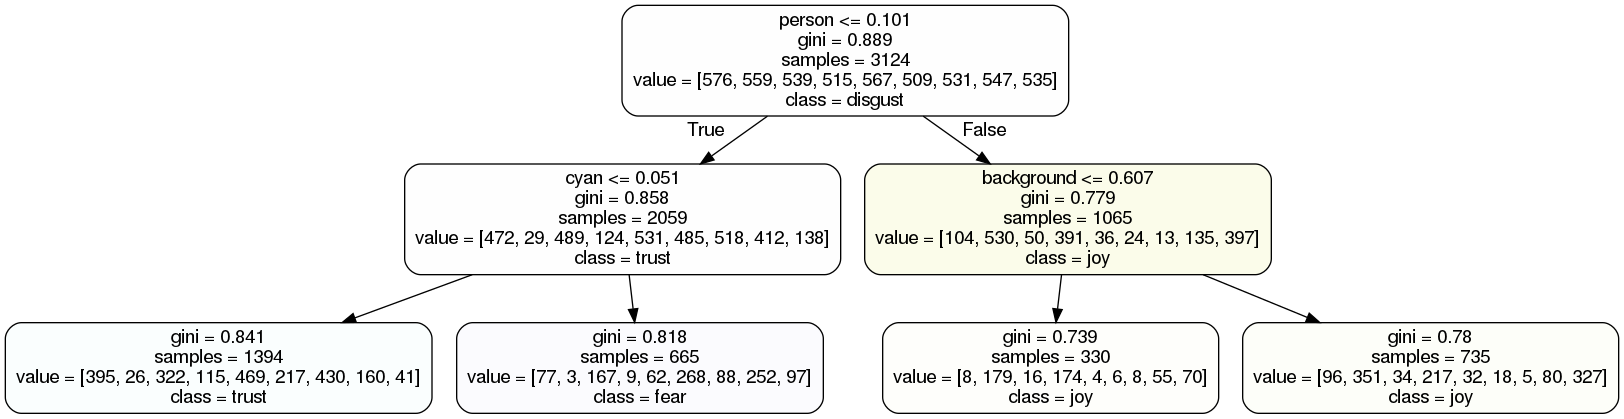 person <= 0.101
gini = 0.889
samples = 3124
value = [576, 559, 539, 515, 567, 509, 531, 547, 535]
class = disgust
True
False
cyan <= 0.051
gini = 0.858
samples = 2059
value = [472, 29, 489, 124, 531, 485, 518, 412, 138]
class = trust
background <= 0.607
gini = 0.779
samples = 1065
value = [104, 530, 50, 391, 36, 24, 13, 135, 397]
class = joy
gini = 0.841
samples = 1394
value = [395, 26, 322, 115, 469, 217, 430, 160, 41]
class = trust
gini = 0.818
samples = 665
value = [77, 3, 167, 9, 62, 268, 88, 252, 97]
class = fear
gini = 0.739
samples = 330
value = [8, 179, 16, 174, 4, 6, 8, 55, 70]
class = joy
gini = 0.78
samples = 735
value = [96, 351, 34, 217, 32, 18, 5, 80, 327]
class = joy